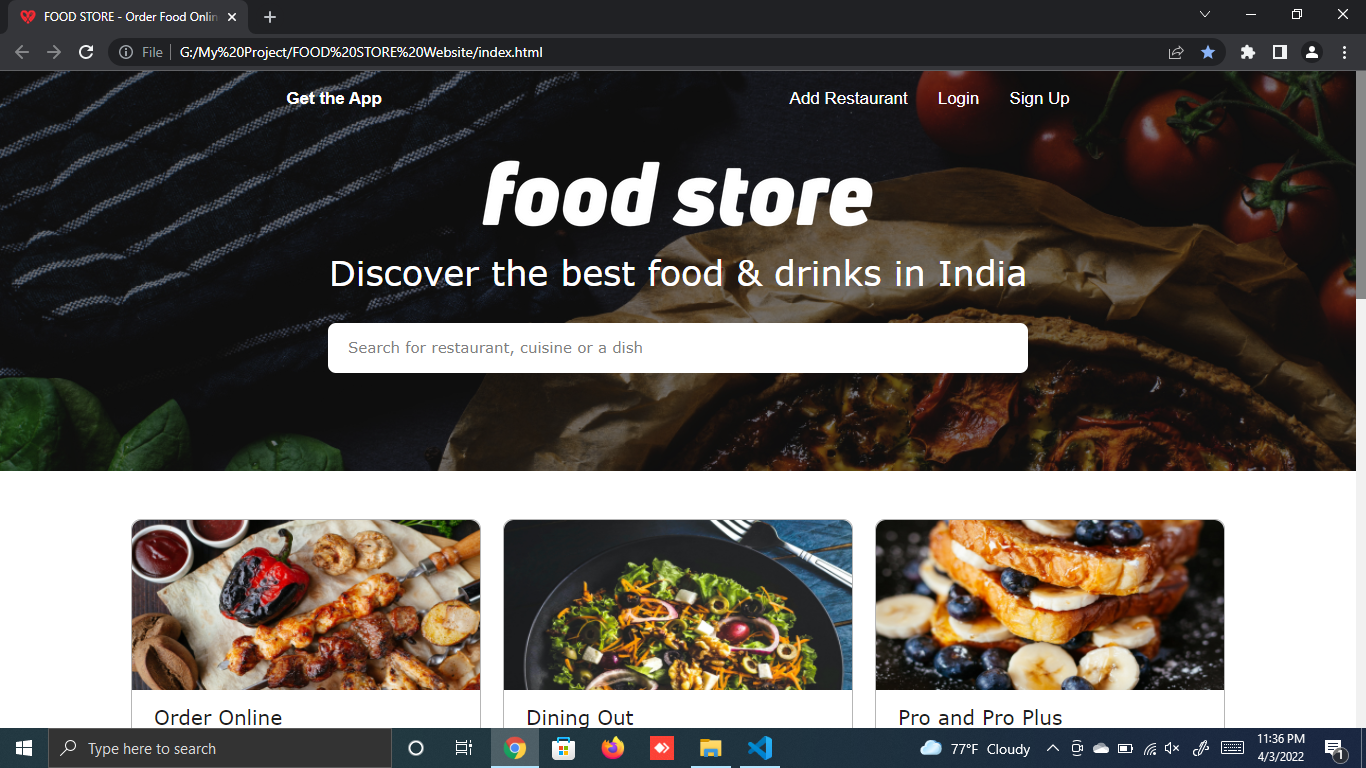 FOOD STORE - Order Food Onlin
File
G:/My%20Project/FOOD%20STORE%20Website/index.html
Get the App
Add Restaurant
Login
Sign Up
food store
Discover the best food & drinks in India
Search for restaurant, cuisine or a dish
Order Online
Dining Out
Pro and Pro Plus
Type here to search
77°F Cloudy
11:36 PM
4/3/2022
1